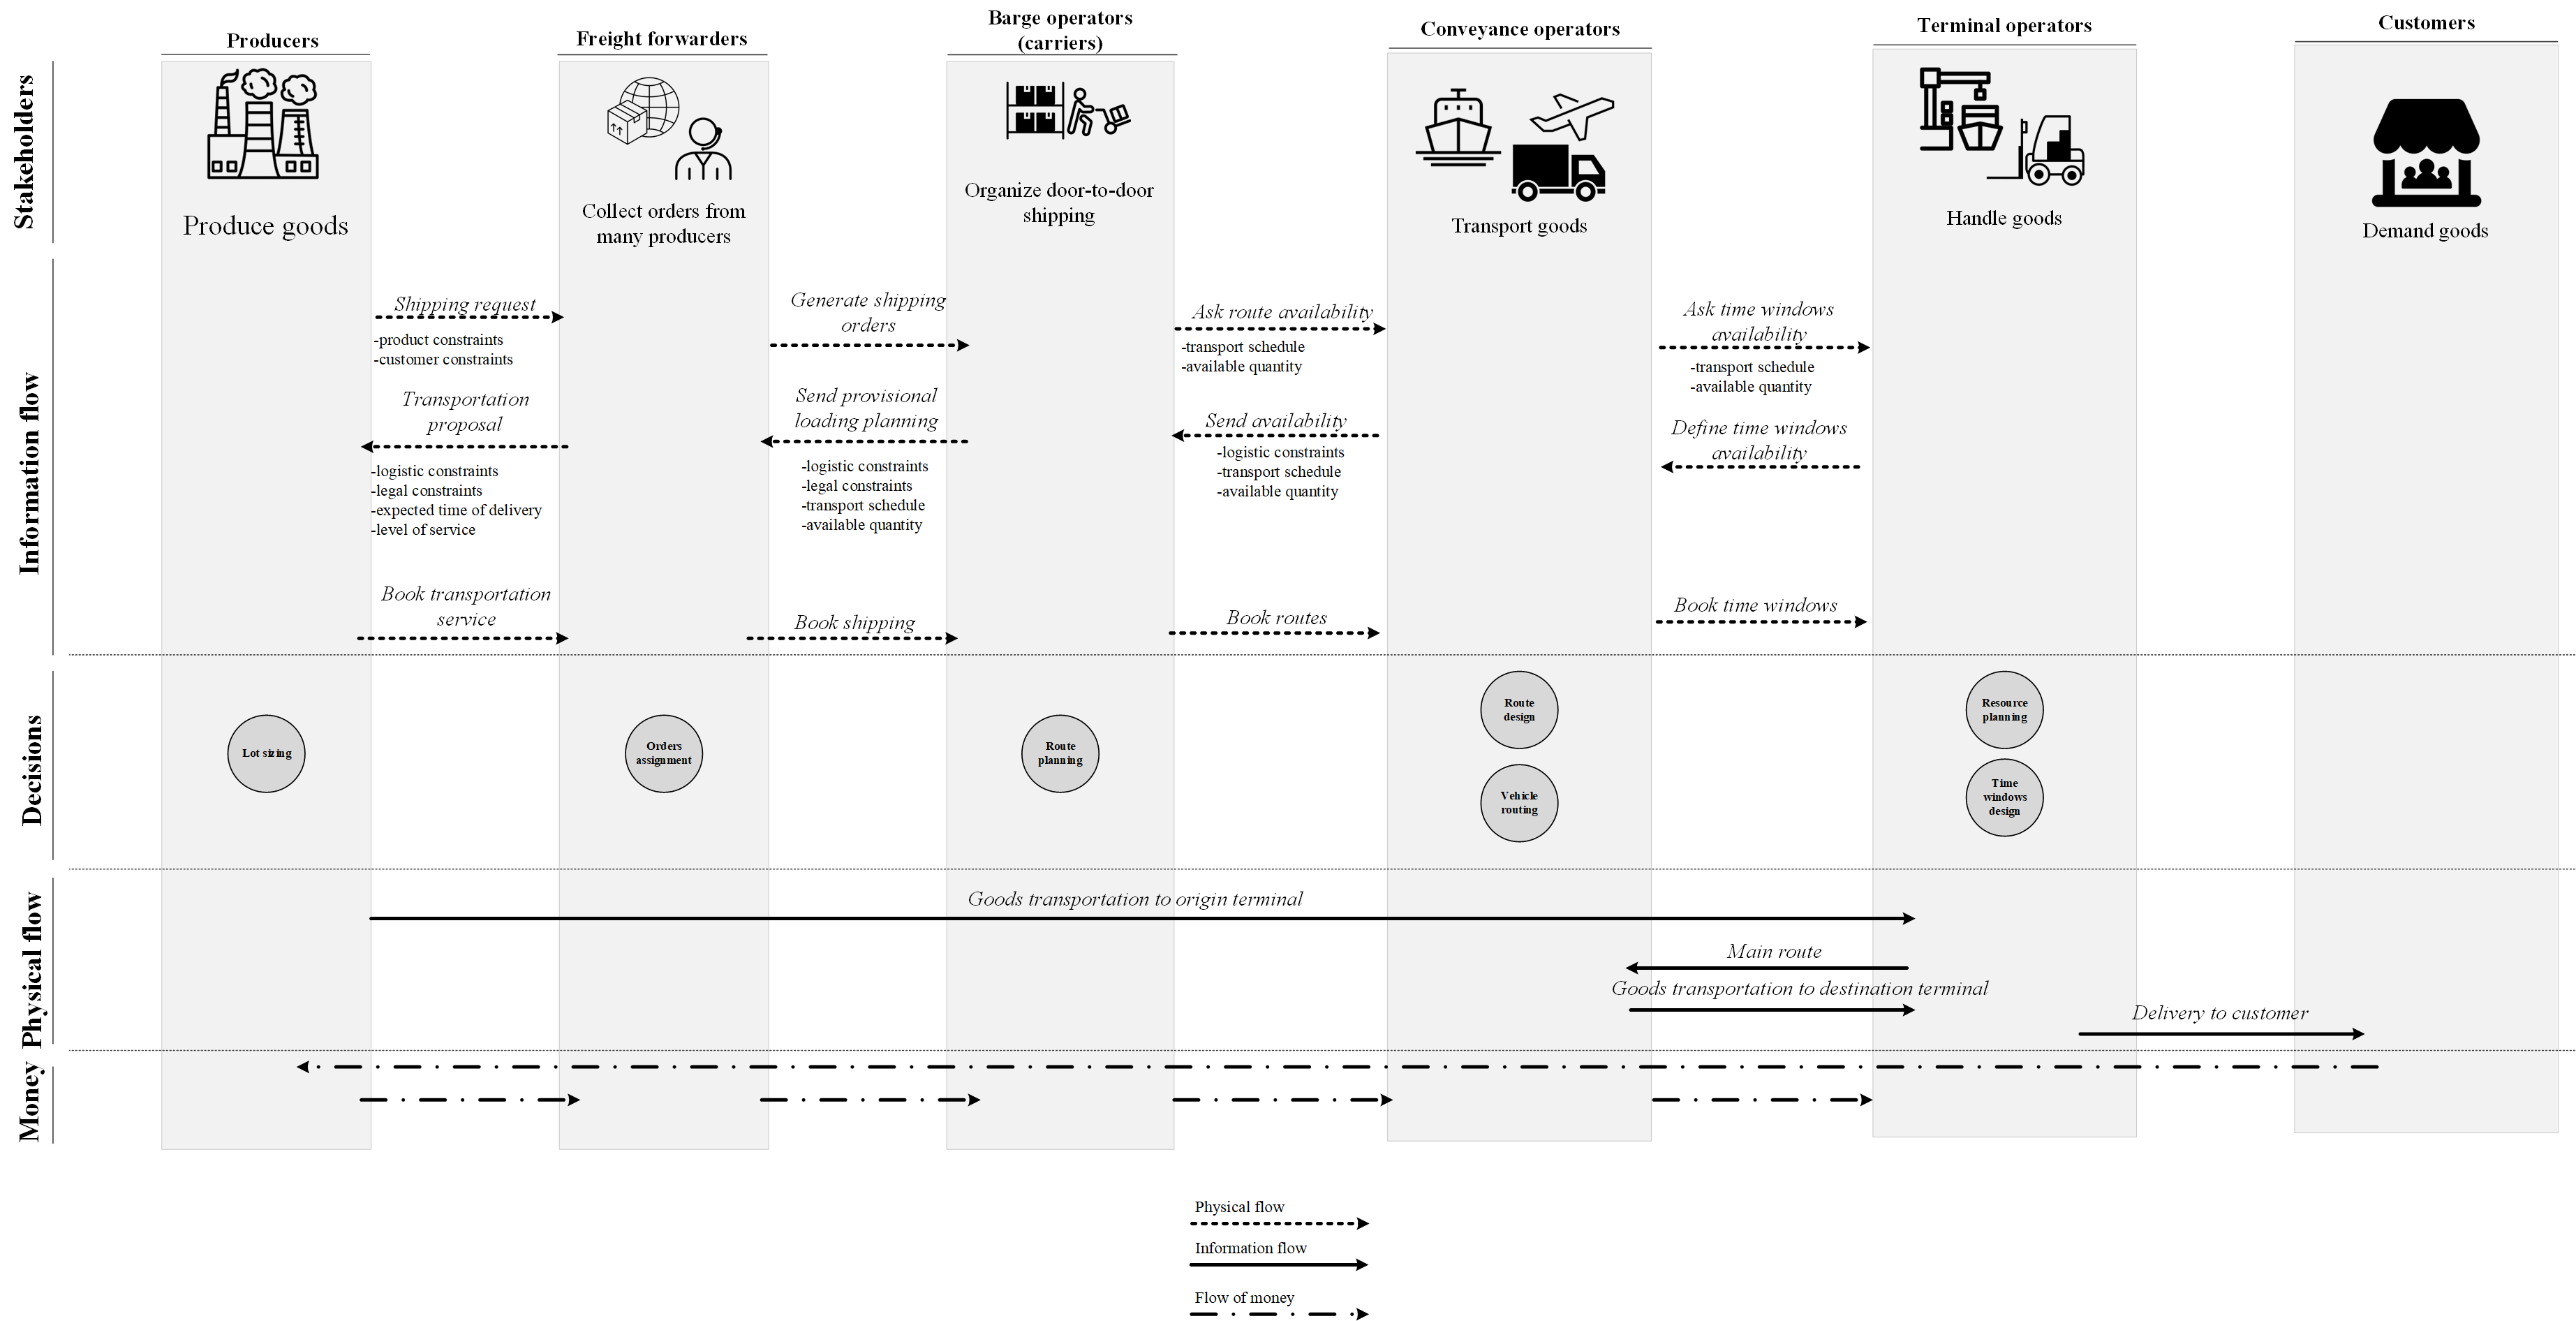 Producers
Freight forwarders
Barge operators
(carriers)
Conveyance operators
Terminal operators
Customers
Stakeholders
Produce goods
Collect orders from
many producers
Organize door-to-door
shipping
Transport goods
Handle goods
Demand goods
Information flow
Shipping request
-product constraints
-customer constraints
Transportation
proposal
-logistic constraints
-legal constraints
-expected time of delivery
-level of service
Book transportation
service
Generate shipping
orders
Send provisional
loading planning
-logistic constraints
-legal constraints
-transport schedule
-available quantity
Book shipping
Ask route availability
-transport schedule
-available quantity
Send availability
-logistic constraints
-transport schedule
-available quantity
Book routes
Ask time windows
availability
-transport schedule
-available quantity
Define time windows
availability
Book time windows
Decisions
Lot sizing
Orders
assignment
Route
planning
Route
design
Vehicle
routing
Resource
planning
Time
windows
design
Physical flow
Goods transportation to origin terminal
Main route
Goods transportation to destination terminal
Delivery to customer
Money
Physical flow
Information flow
Flow of money